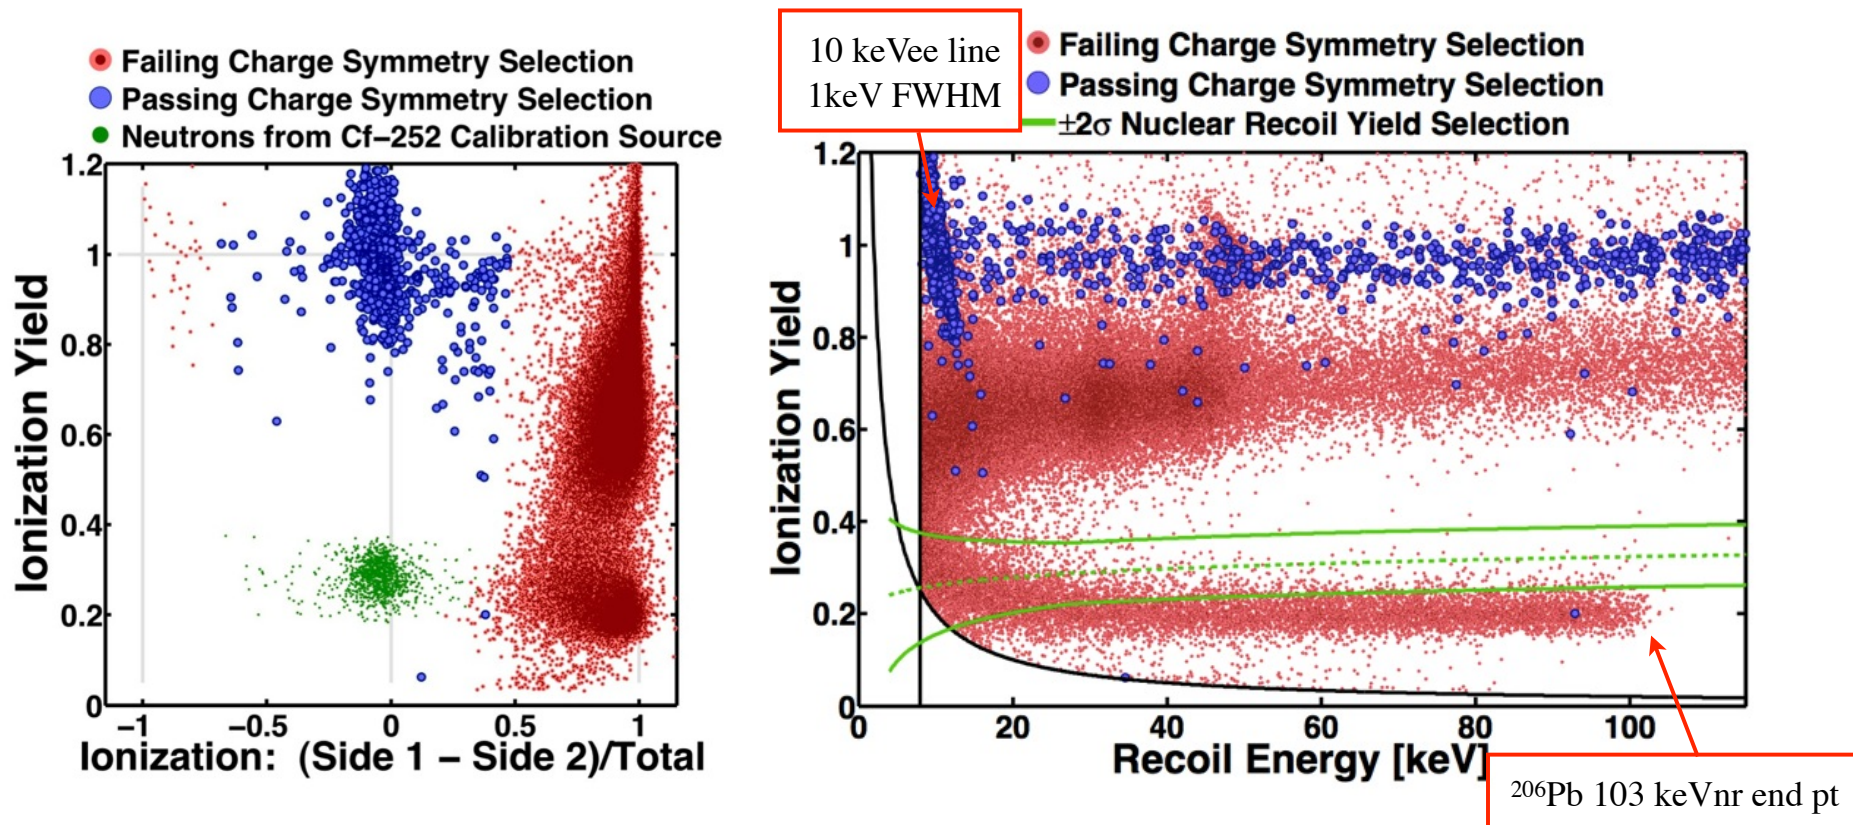 Failing Charge Symmetry Selection
Passing Charge Symmetry Selection
Neutrons from Cf−252 Calibration Source
1.2
1
0.8
0.6
0.4
0.2
0
Ionization Yield
−1
−0.5
0
0.5
1
Ionization: (Side 1 − Side 2)/Total
10 keVee line
1keV FWHM
Failing Charge Symmetry Selection
Passing Charge Symmetry Selection
±2σ Nuclear Recoil Yield Selection
1.2
1
0.8
0.6
0.4
0.2
0
Ionization Yield
0
20
40
60
80
100
Recoil Energy [keV]
²⁰⁶Pb 103 keVnr end pt